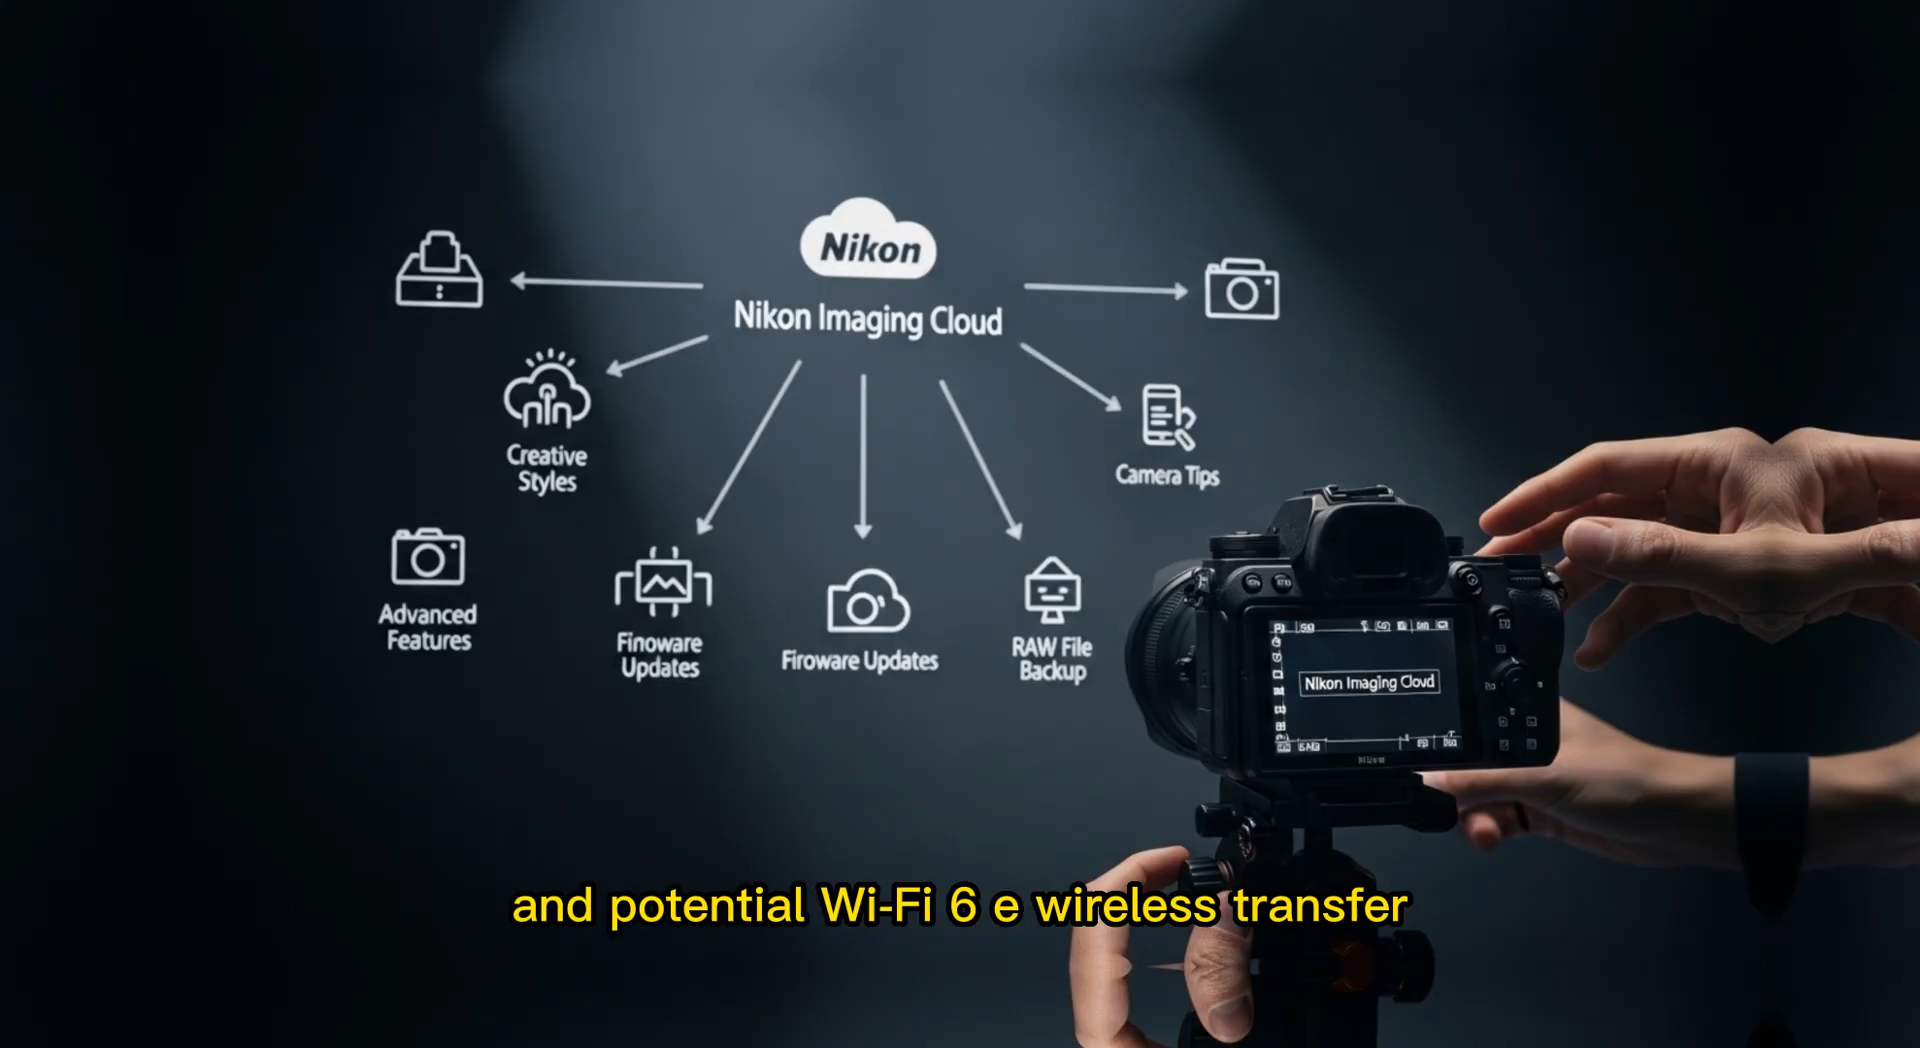 Nikon
Nikon Imaging Cloud
Creative
Styles
Camera Tips
Advanced
Features
Finoware
Updates
Firoware Updates
RAW File
Backup
Nikon Imaging Cloud
and potential Wi-Fi 6 e wireless transfer